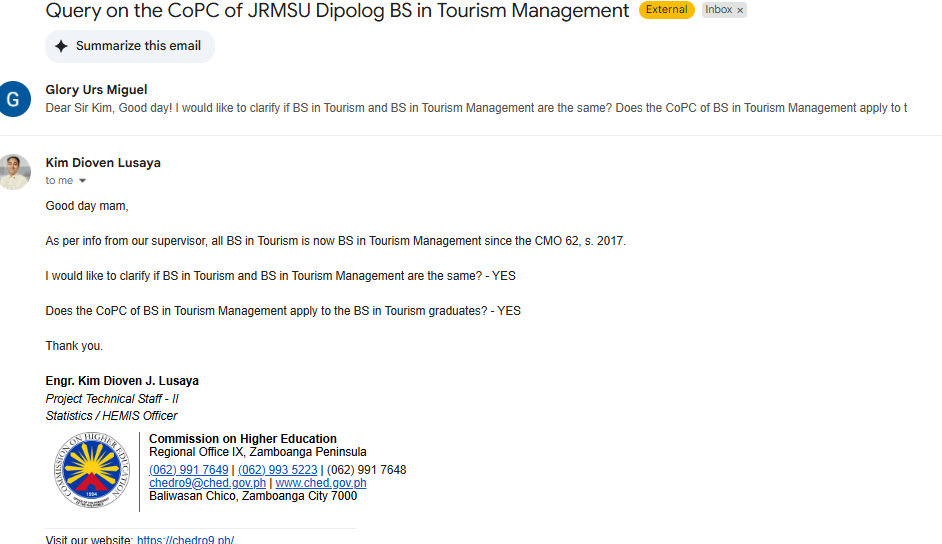 Query on the CoPC of JRMSU Dipolog BS in Tourism Management External Inbox ×
Summarize this email
G
Glory Urs Miguel
Dear Sir Kim, Good day! I would like to clarify if BS in Tourism and BS in Tourism Management are the same? Does the CoPC of BS in Tourism Management apply to t
Kim Dioven Lusaya
to me
Good day mam,
As per info from our supervisor, all BS in Tourism is now BS in Tourism Management since the CMO 62, s. 2017.
I would like to clarify if BS in Tourism and BS in Tourism Management are the same? - YES
Does the CoPC of BS in Tourism Management apply to the BS in Tourism graduates? - YES
Thank you.
Engr. Kim Dioven J. Lusaya
Project Technical Staff - II
Statistics / HEMIS Officer
COMMISSION ON HIGHER EDUCATION
1994
Commission on Higher Education
Regional Office IX, Zamboanga Peninsula
(062) 991 7649 | (062) 993 5223 | (062) 991 7648
chedro9@ched.gov.ph | www.ched.gov.ph
Baliwasan Chico, Zamboanga City 7000
Visit our website: https://chedro9.ph/